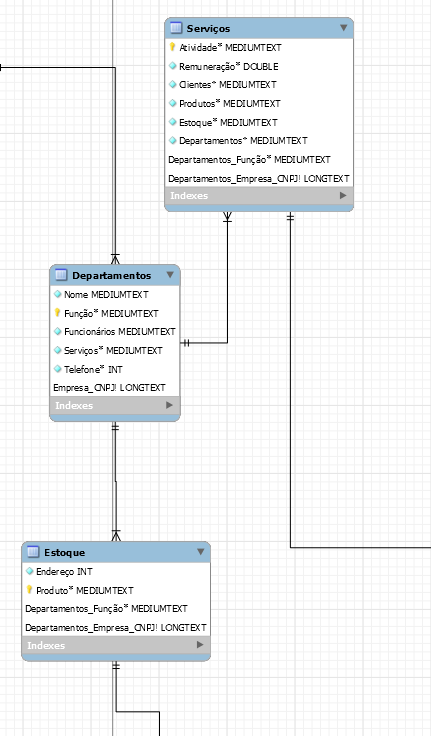 Serviços
Atividade* MEDIUMTEXT
Remuneração* DOUBLE
Clientes* MEDIUMTEXT
Produtos* MEDIUMTEXT
Estoque* MEDIUMTEXT
Departamentos* MEDIUMTEXT
Departamentos_Função* MEDIUMTEXT
Departamentos_Empresa_CNPJ! LONGTEXT
Indexes
Departamentos
Nome MEDIUMTEXT
Função* MEDIUMTEXT
Funcionários MEDIUMTEXT
Serviços* MEDIUMTEXT
Telefone* INT
Empresa_CNPJ! LONGTEXT
Indexes
Estoque
Endereço INT
Produto* MEDIUMTEXT
Departamentos_Função* MEDIUMTEXT
Departamentos_Empresa_CNPJ! LONGTEXT
Indexes